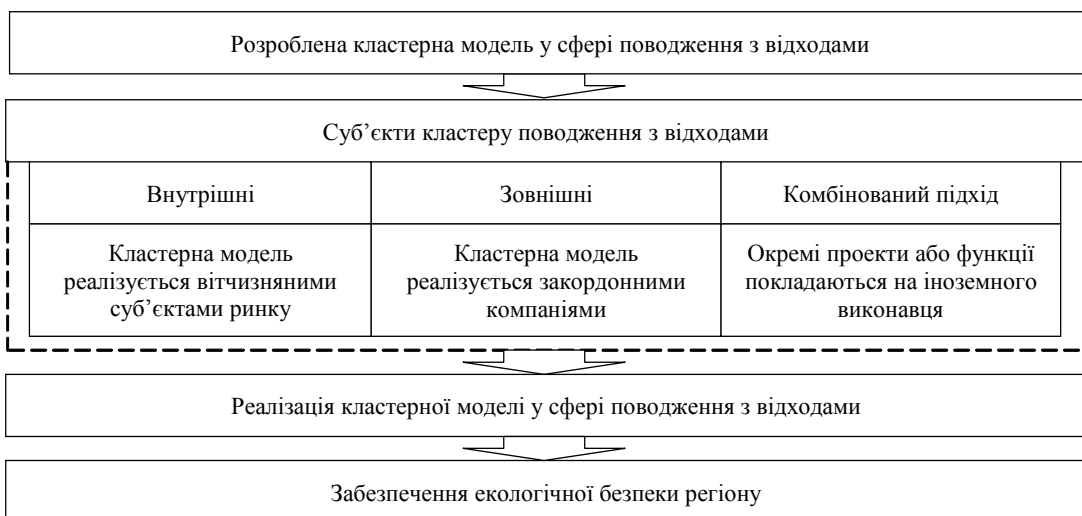 Розроблена кластерна модель у сфері поводження з відходами
Суб’єкти кластеру поводження з відходами
Внутрішні
Зовнішні
Комбінований підхід
Кластерна модель
реалізується вітчизняними
суб’єктами ринку
Кластерна модель
реалізується закордонними
компаніями
Окремі проекти або функції
покладаються на іноземного
виконавця
Реалізація кластерної моделі у сфері поводження з відходами
Забезпечення екологічної безпеки регіону